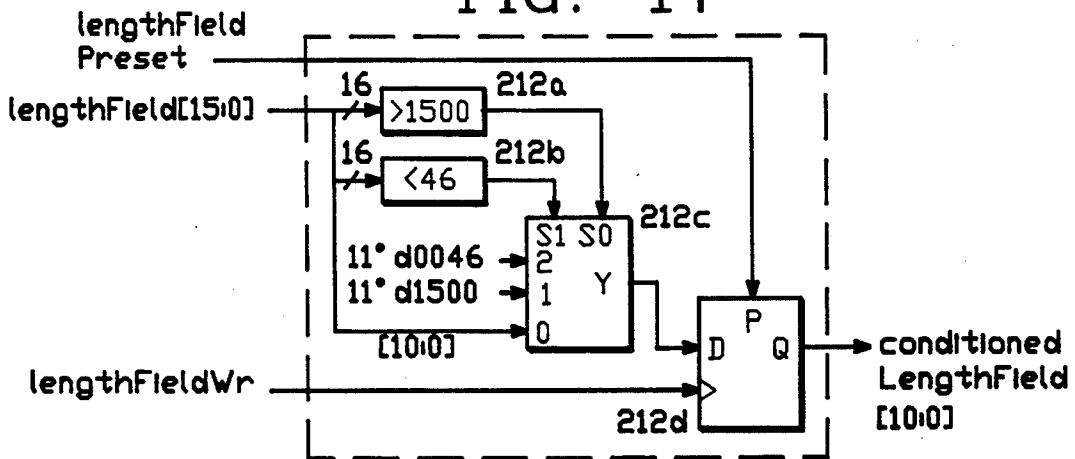 lengthField
Preset
lengthField[15:0]
16
>1500
212a
16
<46
212b
212c
S1 S0
11' d0046
2
Y
11' d1500
1
0
[10:0]
P
D
Q
conditioned
LengthField
[10:0]
lengthFieldWr
212d